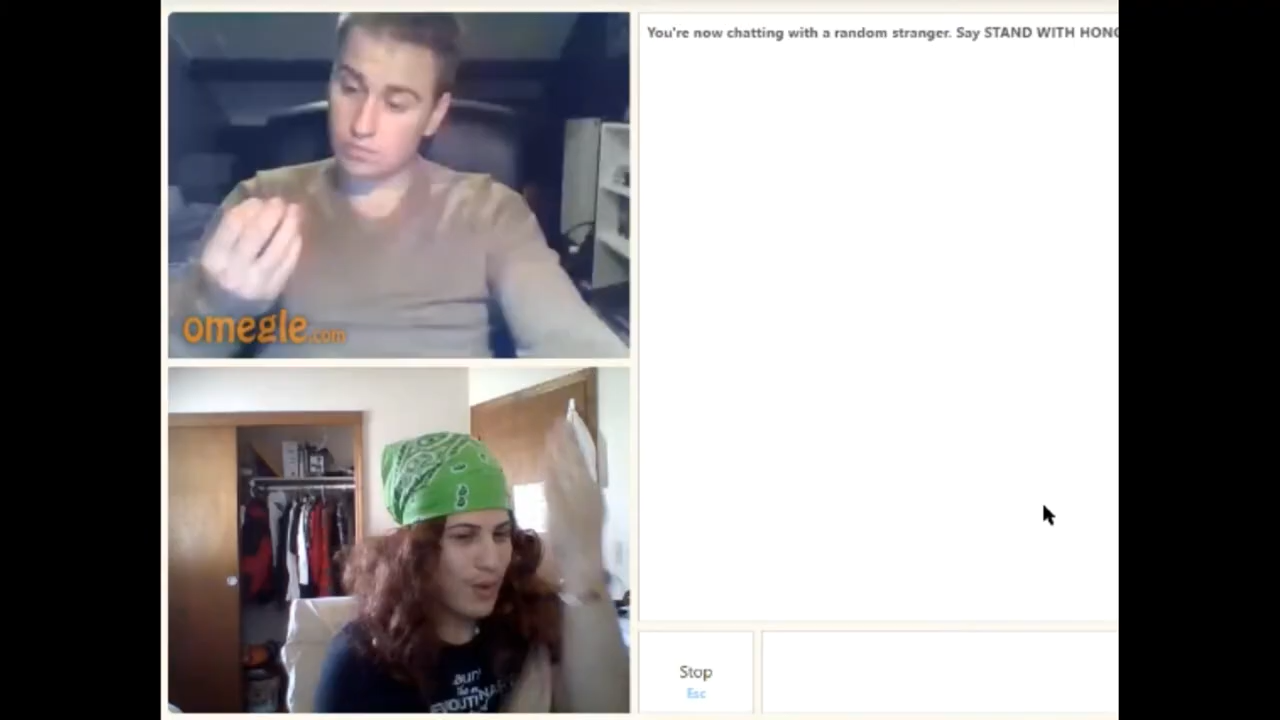 You're now chatting with a random stranger. Say STAND WITH HONG
omegle.com
Stop
Esc